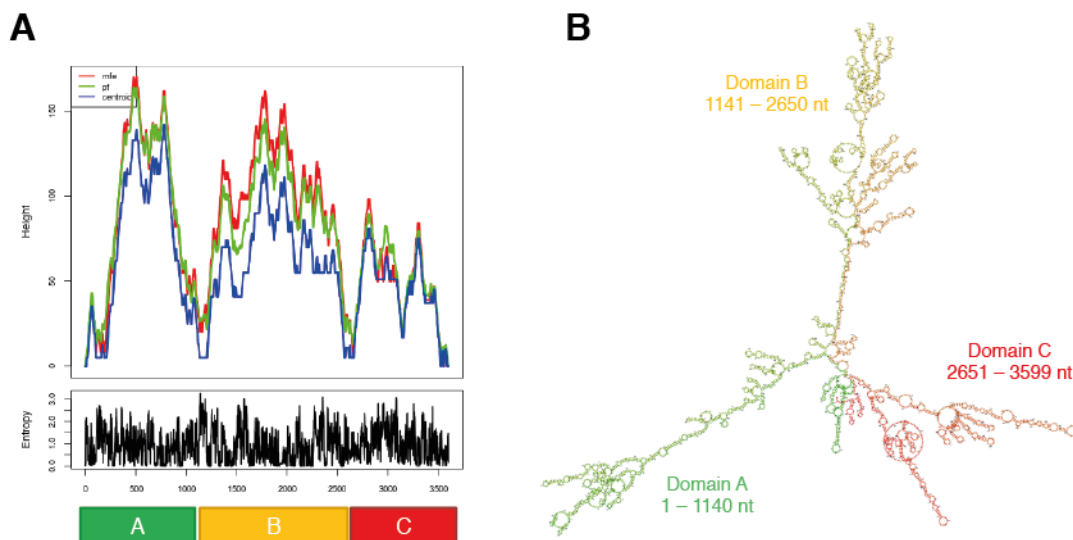 A
mfe
pf
centroid
Height
150
100
50
0
Entropy
3.0
2.0
1.0
0.0
0 500 1000 1500 2000 2500 3000 3500
A B C
B
Domain B
1141 – 2650 nt
Domain C
2651 – 3599 nt
Domain A
1 – 1140 nt